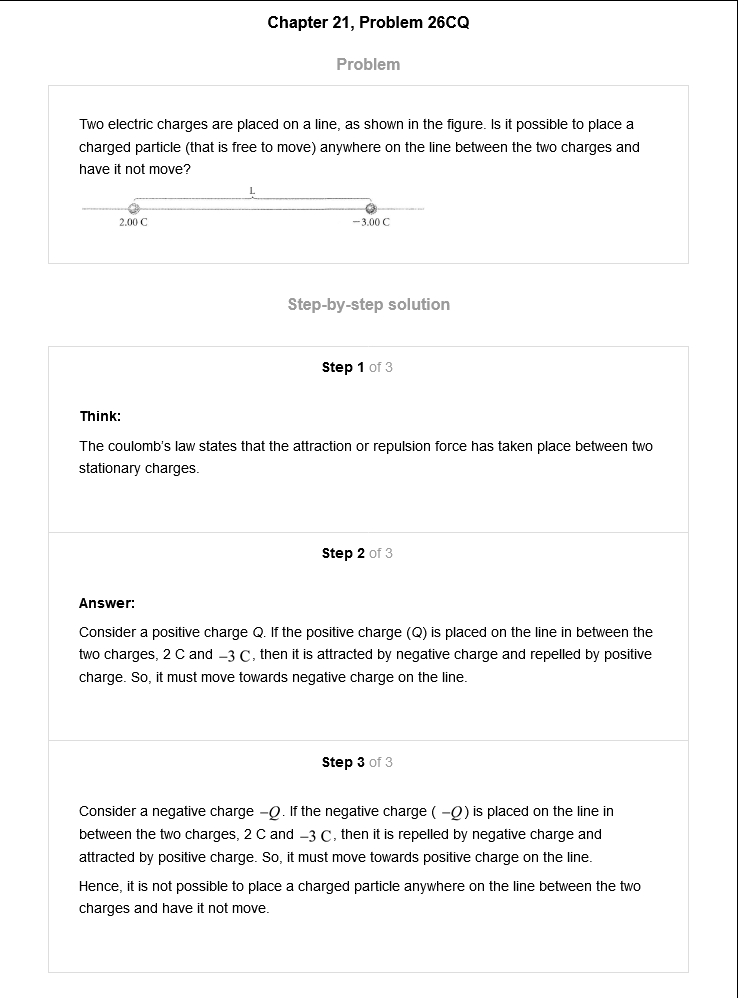 Chapter 21, Problem 26CQ
Problem
Two electric charges are placed on a line, as shown in the figure. Is it possible to place a
charged particle (that is free to move) anywhere on the line between the two charges and
have it not move?
L
2.00 C
−3.00 C
Step-by-step solution
Step 1 of 3
Think:
The coulomb's law states that the attraction or repulsion force has taken place between two
stationary charges.
Step 2 of 3
Answer:
Consider a positive charge Q. If the positive charge (Q) is placed on the line in between the
two charges, 2 C and −3 C, then it is attracted by negative charge and repelled by positive
charge. So, it must move towards negative charge on the line.
Step 3 of 3
Consider a negative charge −Q. If the negative charge ( −Q) is placed on the line in
between the two charges, 2 C and −3 C, then it is repelled by negative charge and
attracted by positive charge. So, it must move towards positive charge on the line.
Hence, it is not possible to place a charged particle anywhere on the line between the two
charges and have it not move.